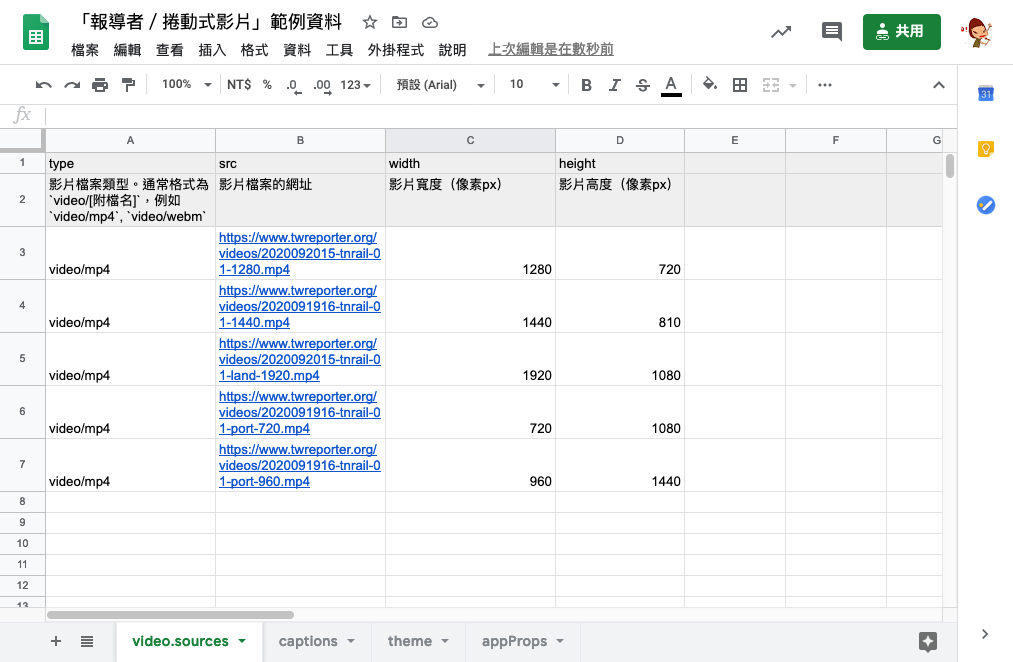 「報導者 / 捲動式影片」範例資料
檔案 編輯 查看 插入 格式 資料 工具 外掛程式 說明 上次編輯是在數秒前
共用
100% NT$ % .0 .00 123 預設 (Arial) 10 B I S A
31
fx
A B C D E F G
1 type src width height
2 影片檔案類型。通常格式為 `video/[附檔名]`，例如 `video/mp4`, `video/webm` 影片檔案的網址 影片寬度（像素px） 影片高度（像素px）
3 video/mp4 https://www.twreporter.org/videos/2020092015-tnrail-01-1280.mp4 1280 720
4 video/mp4 https://www.twreporter.org/videos/2020091916-tnrail-01-1440.mp4 1440 810
5 video/mp4 https://www.twreporter.org/videos/2020092015-tnrail-01-land-1920.mp4 1920 1080
6 video/mp4 https://www.twreporter.org/videos/2020091916-tnrail-01-port-720.mp4 720 1080
7 video/mp4 https://www.twreporter.org/videos/2020091916-tnrail-01-port-960.mp4 960 1440
8
9
10
11
12
13
video.sources captions theme appProps